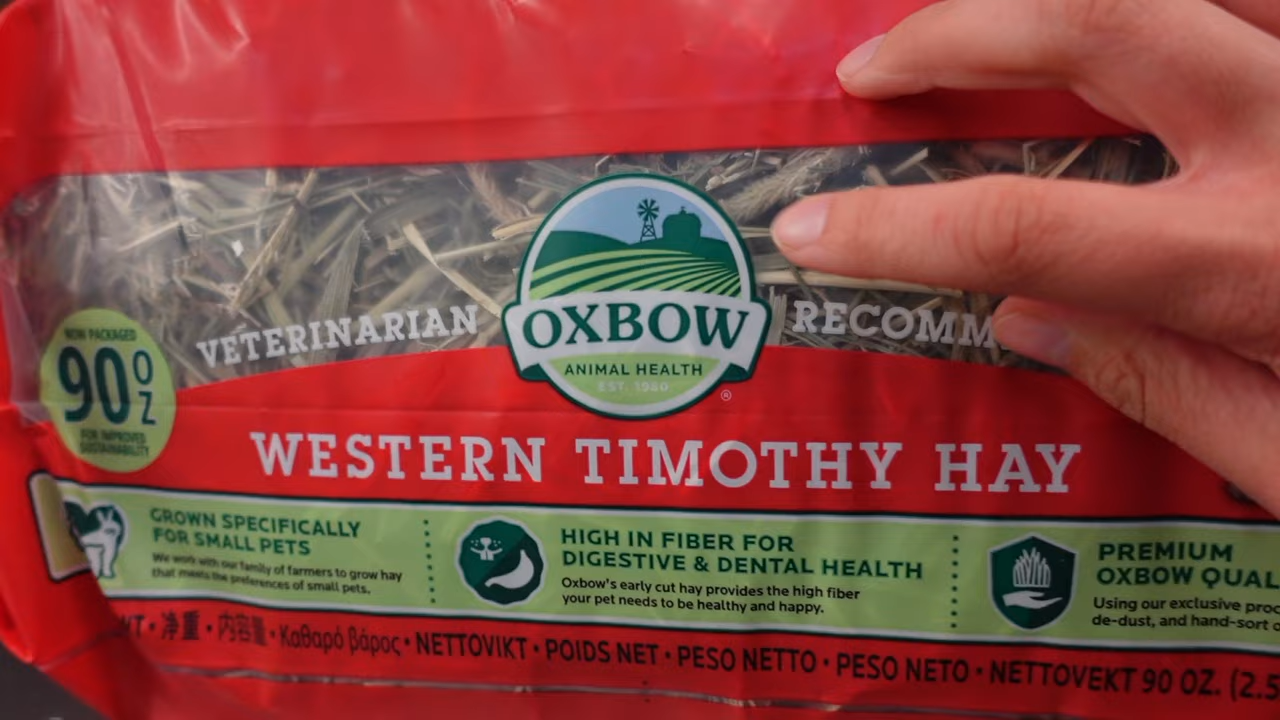 VETERINARIAN
RECOMM
OXBOW
ANIMAL HEALTH
EST. 1980
®
NOW PACKAGED
90 OZ
FOR IMPROVED
SUSTAINABILITY
WESTERN TIMOTHY HAY
GROWN SPECIFICALLY
FOR SMALL PETS
We work with our family of farmers to grow hay
that meets the preferences of small pets.
HIGH IN FIBER FOR
DIGESTIVE & DENTAL HEALTH
Oxbow's early cut hay provides the high fiber
your pet needs to be healthy and happy.
PREMIUM
OXBOW QUAL
Using our exclusive proc
de-dust, and hand-sort
· 净重 · 内容量 · Καθαρό βάρος · NETTOVIKT · POIDS NET · PESO NETTO · PESO NETO · NETTOVEKT 90 OZ. (2.5